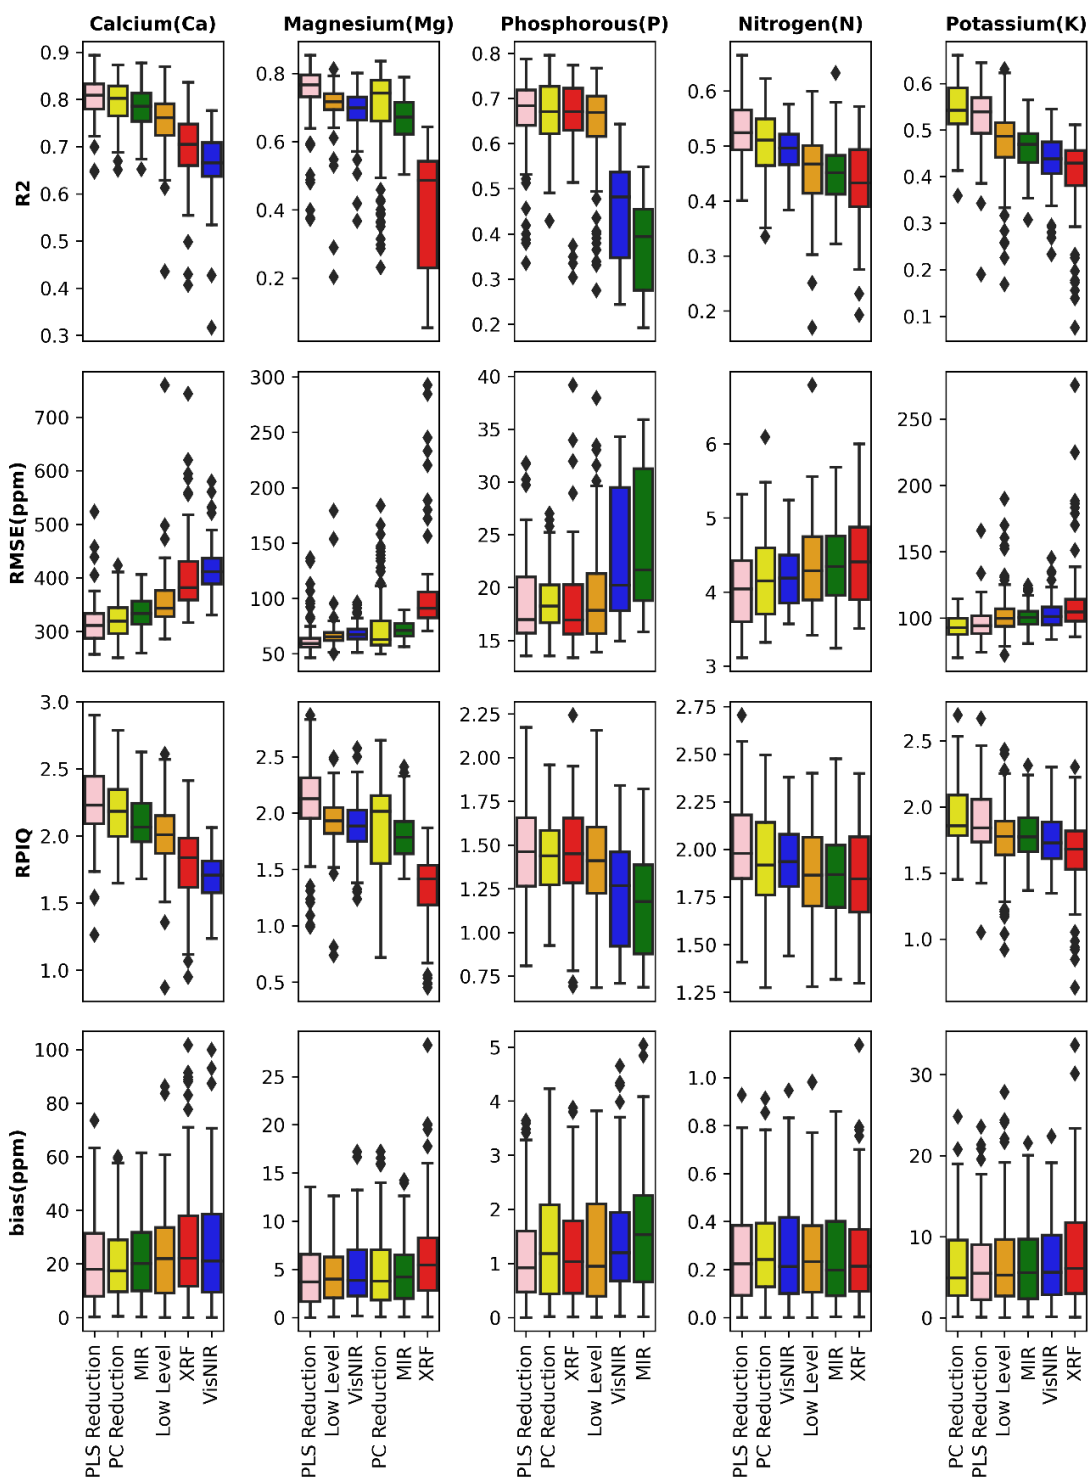 Calcium(Ca) Magnesium(Mg) Phosphorous(P) Nitrogen(N) Potassium(K)
R2
0.9 0.8 0.7 0.6 0.5 0.4 0.3
0.8 0.6 0.4 0.2
0.8 0.7 0.6 0.5 0.4 0.3 0.2
0.6 0.5 0.4 0.3 0.2
0.6 0.5 0.4 0.3 0.2 0.1
RMSE(ppm)
700 600 500 400 300
300 250 200 150 100 50
40 35 30 25 20 15
6 5 4 3
250 200 150 100
RPIQ
3.0 2.5 2.0 1.5 1.0
2.5 2.0 1.5 1.0 0.5
2.25 2.00 1.75 1.50 1.25 1.00 0.75
2.75 2.50 2.25 2.00 1.75 1.50 1.25
2.5 2.0 1.5 1.0
bias(ppm)
100 80 60 40 20 0
25 20 15 10 5 0
5 4 3 2 1 0
1.0 0.8 0.6 0.4 0.2 0.0
30 20 10 0
PLS Reduction
PC Reduction
MIR
Low Level
XRF
VisNIR
PLS Reduction
Low Level
VisNIR
PC Reduction
MIR
XRF
PLS Reduction
PC Reduction
XRF
Low Level
VisNIR
MIR
PLS Reduction
PC Reduction
VisNIR
Low Level
MIR
XRF
PC Reduction
PLS Reduction
Low Level
MIR
VisNIR
XRF